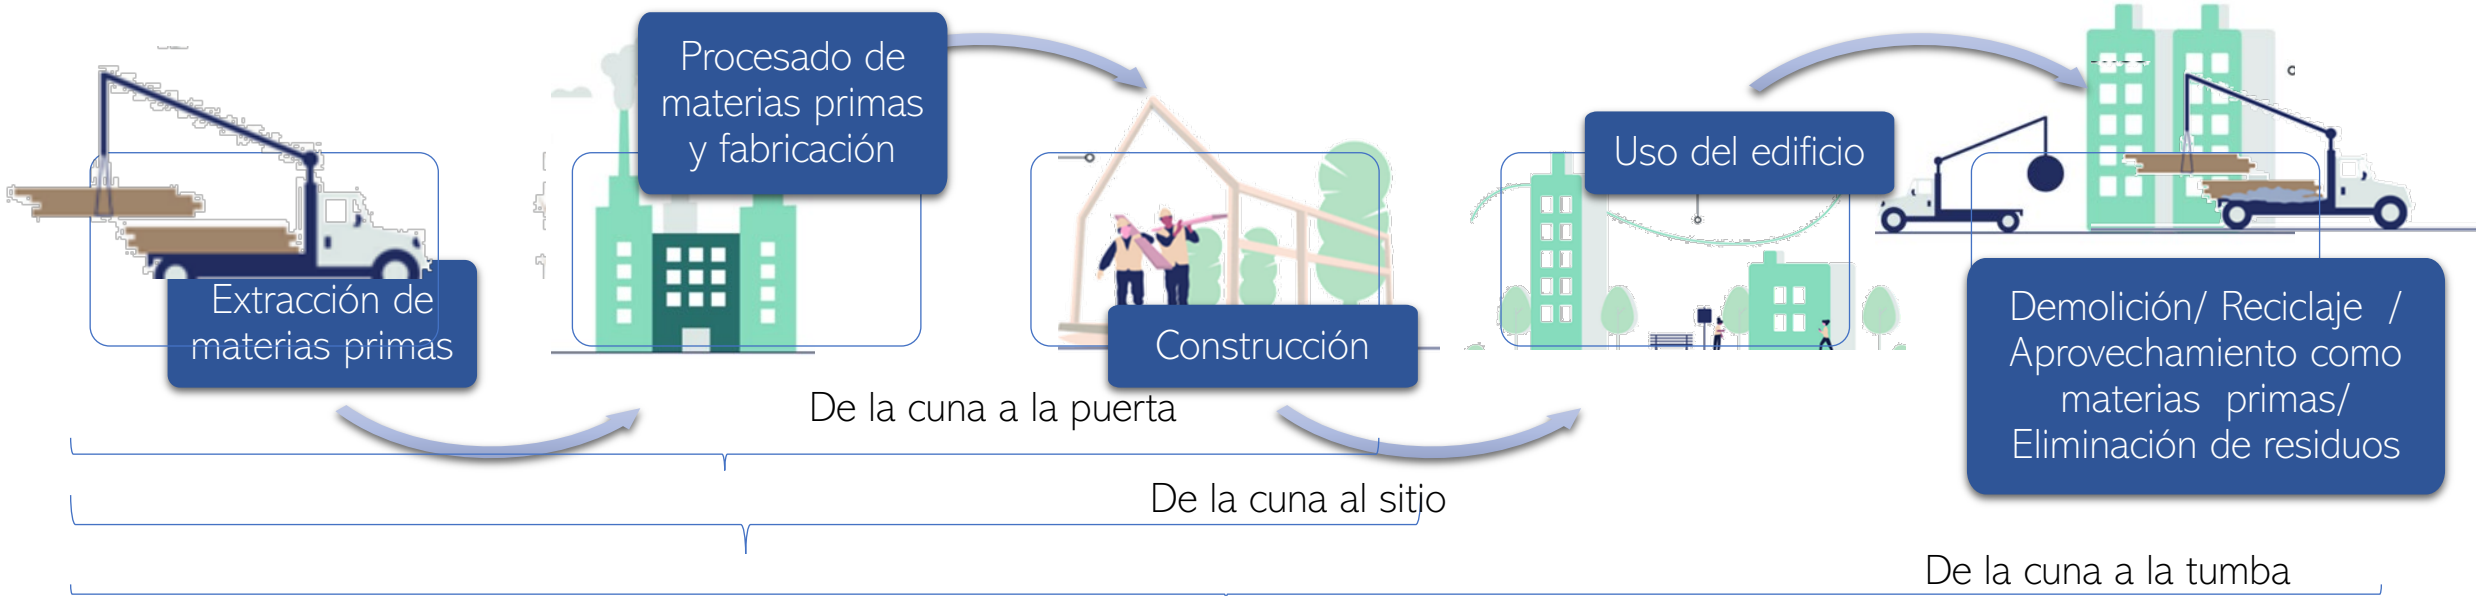 Procesado de
materias primas
y fabricación
Uso del edificio
Extracción de
materias primas
Construcción
Demolición/ Reciclaje /
Aprovechamiento como
materias primas/
Eliminación de residuos
De la cuna a la puerta
De la cuna al sitio
De la cuna a la tumba